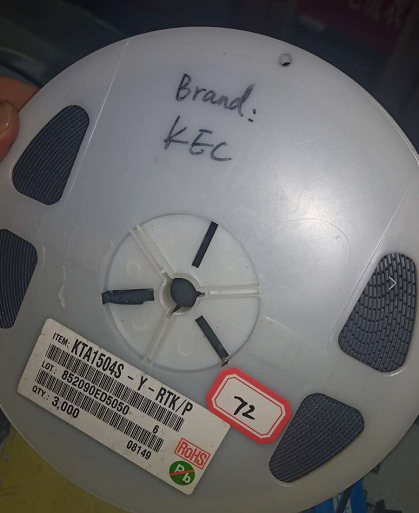 Brand:
KEC
ITEM: KTA1504S - Y - RTK/P
LOT: 852090ED5050
6
QTY: 3,000
08149
RoHS
Pb
72